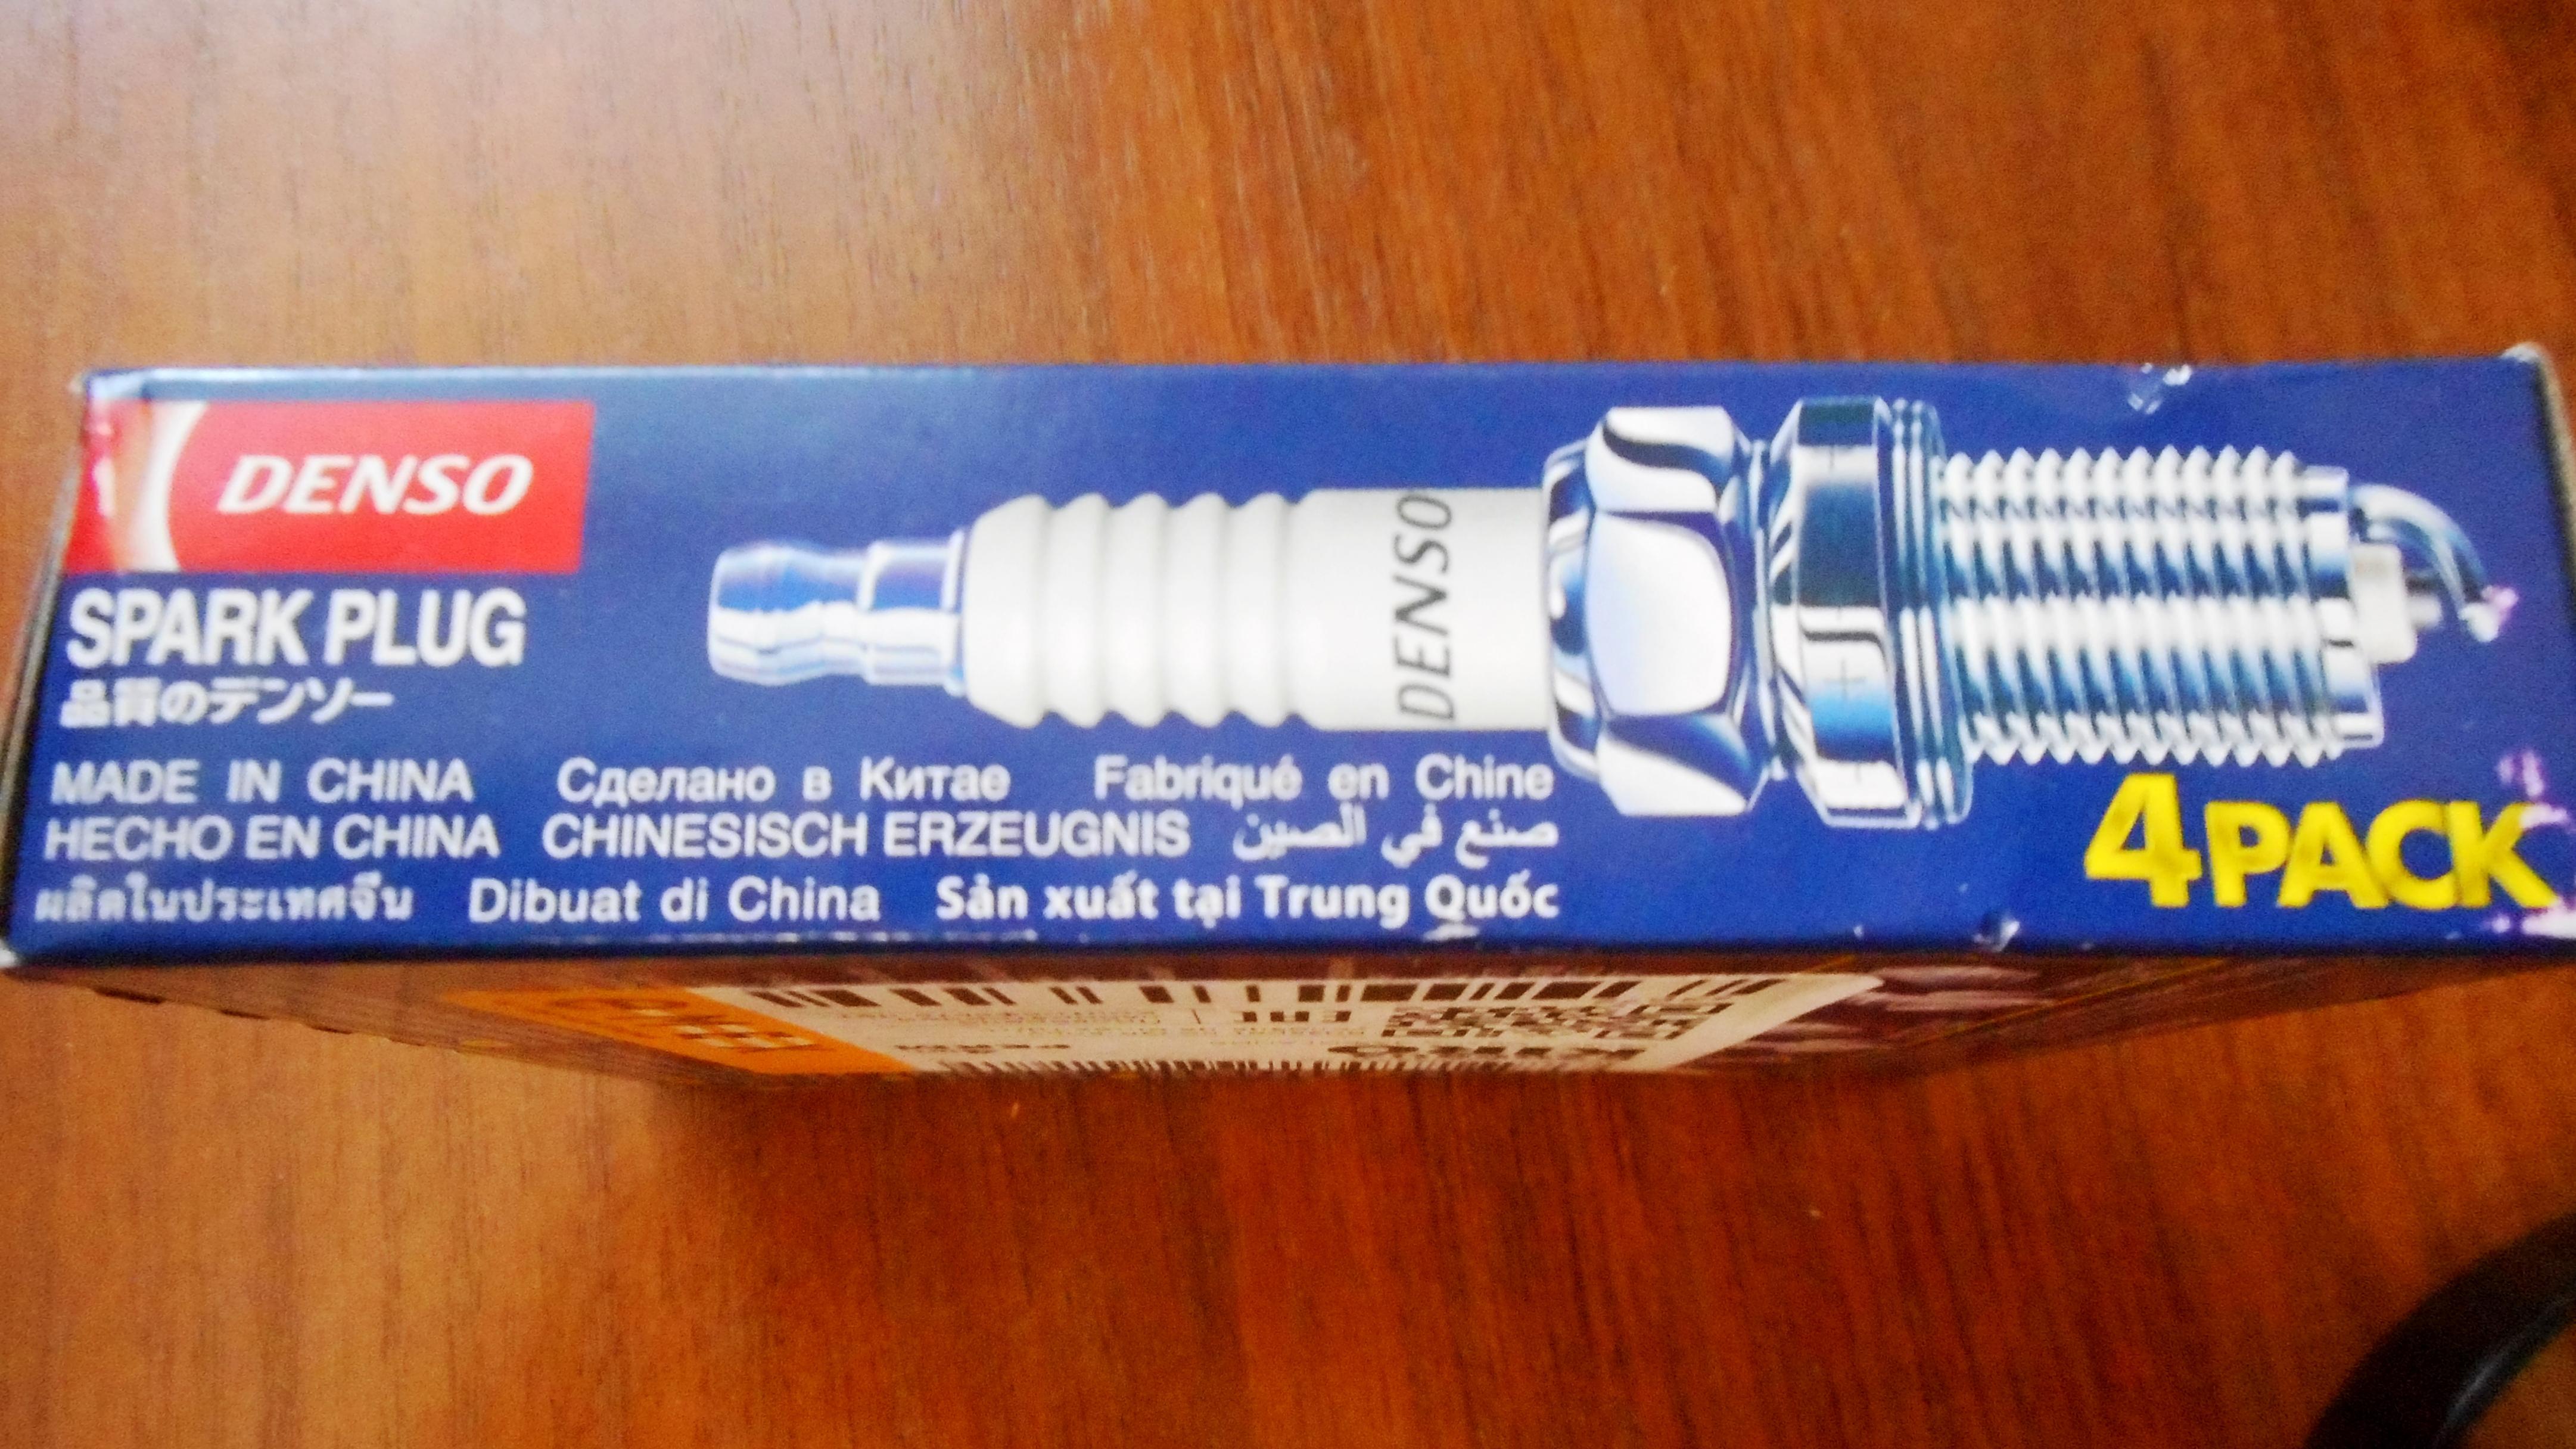 DENSO
SPARK PLUG
品質のデンソー
DENSO
MADE IN CHINA Сделано в Китае Fabriqué en Chine
HECHO EN CHINA CHINESISCH ERZEUGNIS صنع في الصين
ผลิตในประเทศจีน Dibuat di China Sản xuất tại Trung Quốc
4 PACK